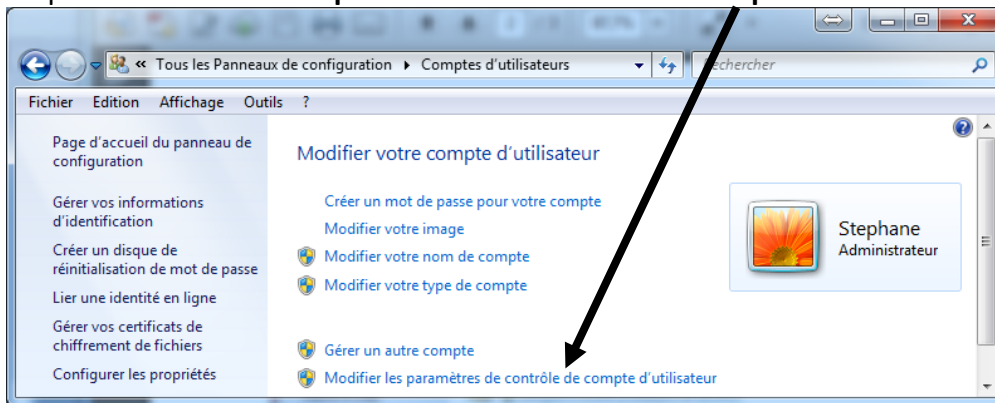 « Tous les Panneaux de configuration ▸ Comptes d'utilisateurs
Rechercher
Fichier Edition Affichage Outils ?
Page d'accueil du panneau de
configuration
Gérer vos informations
d'identification
Créer un disque de
réinitialisation de mot de passe
Lier une identité en ligne
Gérer vos certificats de
chiffrement de fichiers
Configurer les propriétés
Modifier votre compte d'utilisateur
Créer un mot de passe pour votre compte
Modifier votre image
Modifier votre nom de compte
Modifier votre type de compte
Gérer un autre compte
Modifier les paramètres de contrôle de compte d'utilisateur
Stephane
Administrateur